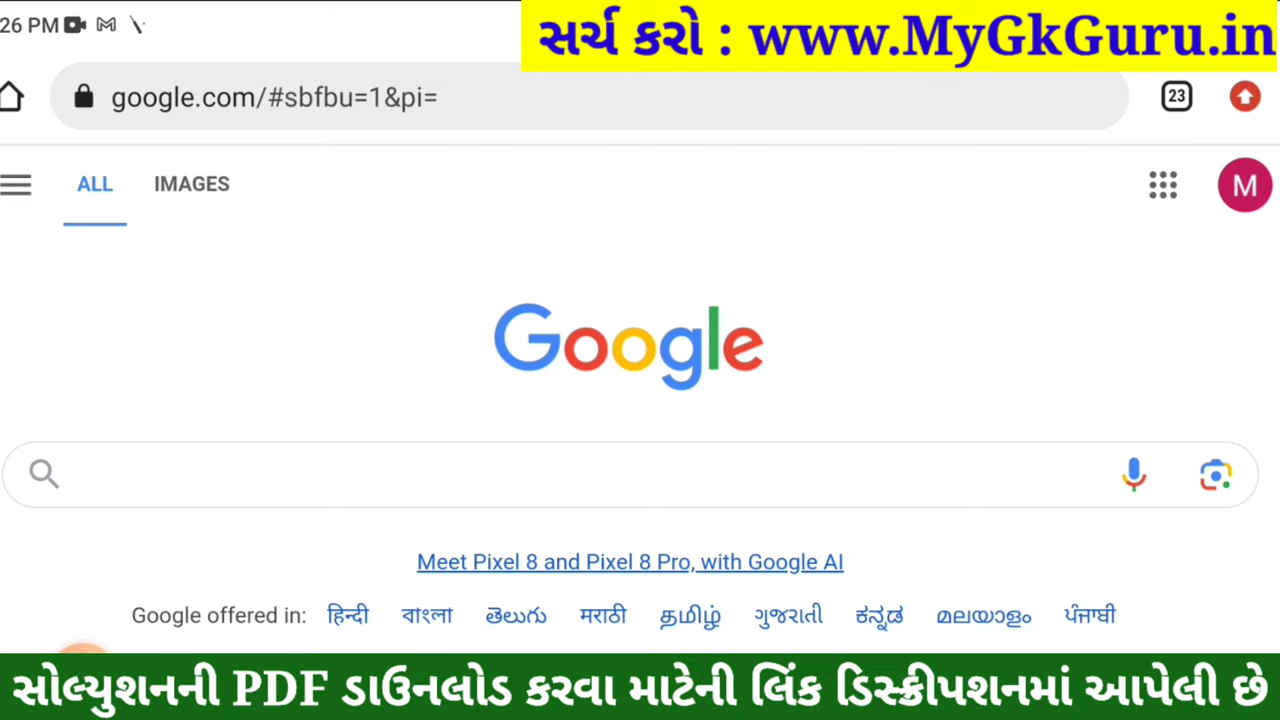 26 PM
સર્ચ કરો : www.MyGkGuru.in
google.com/#sbfbu=1&pi=
23
ALL IMAGES
M
Google
Meet Pixel 8 and Pixel 8 Pro, with Google AI
Google offered in: हिन्दी বাংলা తెలుగు मराठी தமிழ் ગુજરાતી ಕನ್ನಡ മലയാളം ਪੰਜਾਬੀ
સોલ્યુશનની PDF ડાઉનલોડ કરવા માટેની લિંક ડિસ્ક્રીપશનમાં આપેલી છે